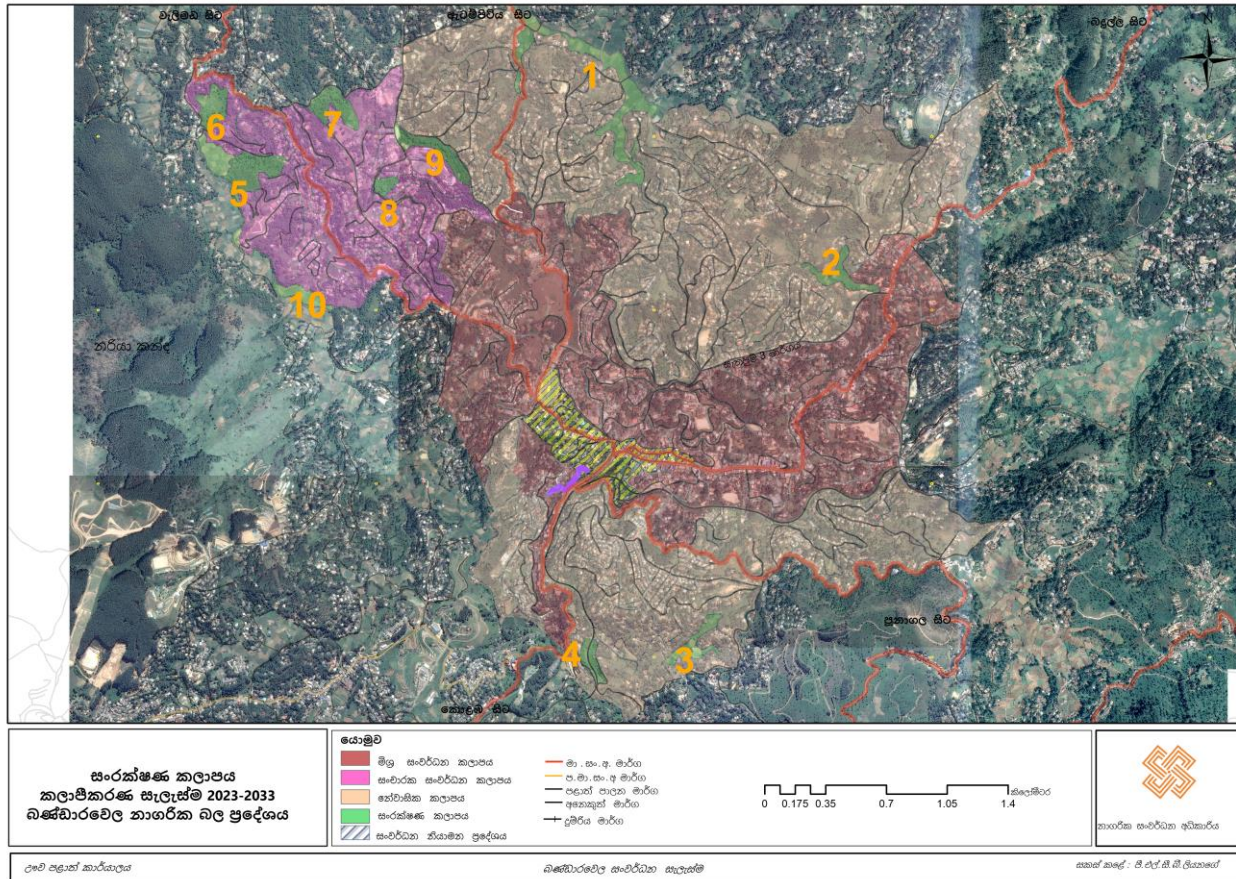 වැලිමඩ සිට
ඇටම්පිටිය සිට
බදුල්ල සිට
N
1
2
3
4
5
6
7
8
9
10
නරියා කන්ද
පූනාගල සිට
කොළඹ සිට
සංරක්ෂණ කලාපය
කලාපීකරණ සැලැස්ම 2023-2033
බණ්ඩාරවෙල නාගරික බල ප්‍රදේශය
යොමුව
මිශ්‍ර සංවර්ධන කලාපය
සංචාරක සංවර්ධන කලාපය
නේවාසික කලාපය
සංරක්ෂණ කලාපය
සංවර්ධන නියාමන ප්‍රදේශය
මා.සං.අ. මාර්ග
ප.මා.සං.අ මාර්ග
පළාත් පාලන මාර්ග
අනෙකුත් මාර්ග
දුම්රිය මාර්ග
0 0.175 0.35 0.7 1.05 1.4 කිලෝමීටර
නාගරික සංවර්ධන අධිකාරිය
ඌව පළාත් කාර්යාලය
බණ්ඩාරවෙල සංවර්ධන සැලැස්ම
සකස් කළේ : පී.එල්.සී.බී.ලියනගේ